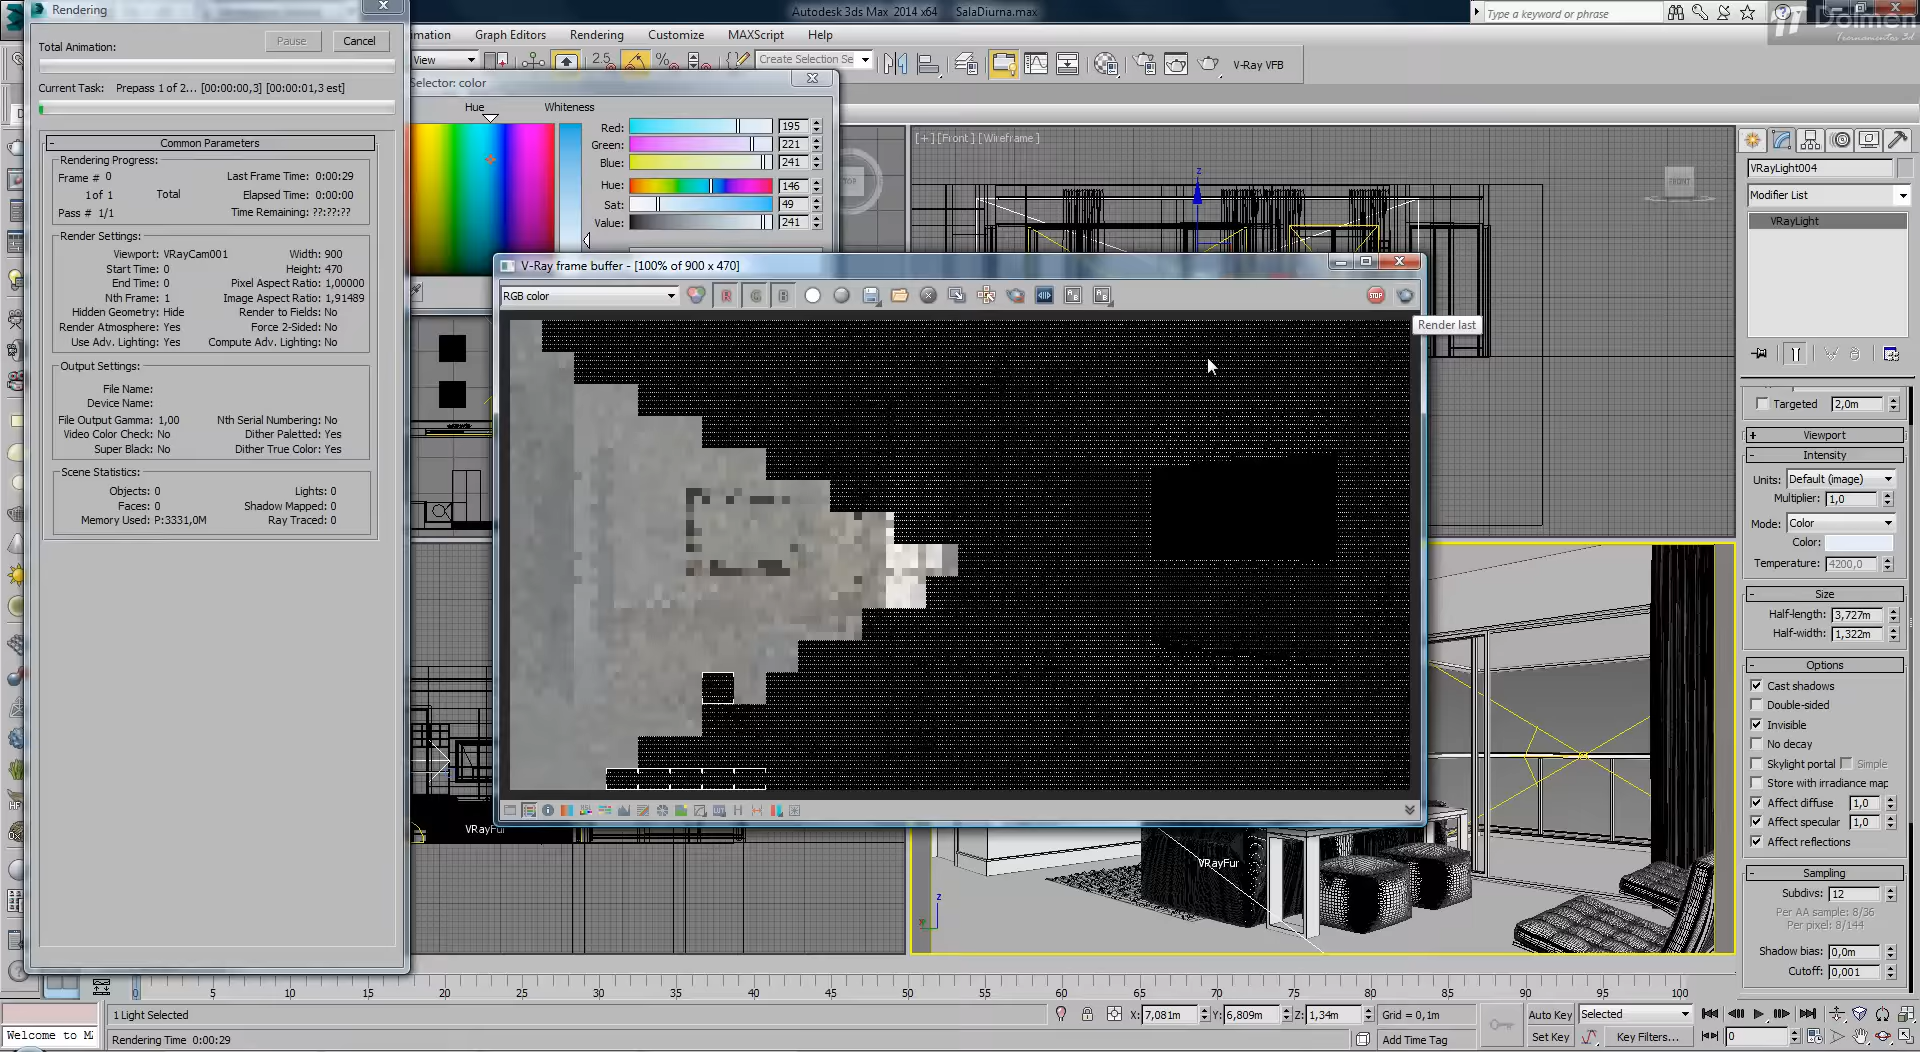 Rendering
Autodesk 3ds Max 2014 x64 SalaDiurna.max
Type a keyword or phrase
Dolmen
Total Animation:
Pause
Cancel
Graph Editors
Rendering
Customize
MAXScript
Help
View
2.5
Create Selection Se
V-Ray VFB
Current Task: Prepass 1 of 2... [00:00:00,3] [00:00:01,3 est]
Selector: color
Hue
Whiteness
Red: 195
Green: 221
Blue: 241
Hue: 146
Sat: 49
Value: 241
[+] [Front] [Wireframe]
FRONT
VRayLight004
Modifier List
VRayLight
Common Parameters
Rendering Progress:
Frame # 0
Last Frame Time: 0:00:29
1 of 1 Total
Elapsed Time: 0:00:00
Pass # 1/1
Time Remaining: ??:??:??
Render Settings:
Viewport: VRayCam001
Width: 900
Start Time: 0
Height: 470
End Time: 0
Pixel Aspect Ratio: 1,00000
Nth Frame: 1
Image Aspect Ratio: 1,91489
Hidden Geometry: Hide
Render to Fields: No
Render Atmosphere: Yes
Force 2-Sided: No
Use Adv. Lighting: Yes
Compute Adv. Lighting: No
Output Settings:
File Name:
Device Name:
File Output Gamma: 1,00
Nth Serial Numbering: No
Video Color Check: No
Dither Paletted: Yes
Super Black: No
Dither True Color: Yes
Scene Statistics:
Objects: 0
Lights: 0
Faces: 0
Shadow Mapped: 0
Memory Used: P:3331,0M
Ray Traced: 0
V-Ray frame buffer - [100% of 900 x 470]
RGB color
STOP
Render last
Targeted 2,0m
Viewport
Intensity
Units: Default (image)
Multiplier: 1,0
Mode: Color
Color:
Temperature: 4200,0
Size
Half-length: 3,727m
Half-width: 1,322m
Options
Cast shadows
Double-sided
Invisible
No decay
Skylight portal Simple
Store with irradiance map
Affect diffuse 1,0
Affect specular 1,0
Affect reflections
Sampling
Subdivs: 12
Per AA sample: 8/36
Per pixel: 8/144
Shadow bias: 0,0m
Cutoff: 0,001
VRayFur
VRayFur
z
0 5 10 15 20 25 30 35 40 45 50 55 60 65 70 75 80 85 90 95 100
1 Light Selected
X: 7,081m Y: 6,809m Z: 1,34m
Grid = 0,1m
Auto Key
Selected
Welcome to M
Rendering Time 0:00:29
Add Time Tag
Set Key
Key Filters...
0